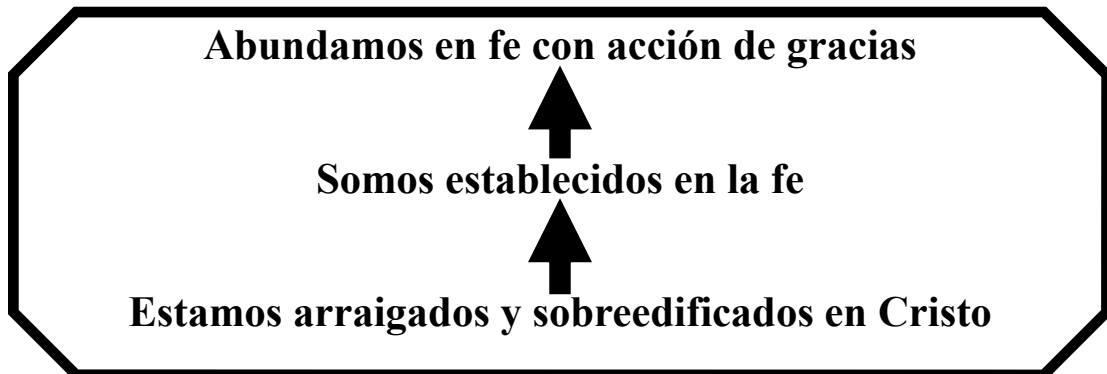 Abundamos en fe con acción de gracias
Somos establecidos en la fe
Estamos arraigados y sobreedificados en Cristo